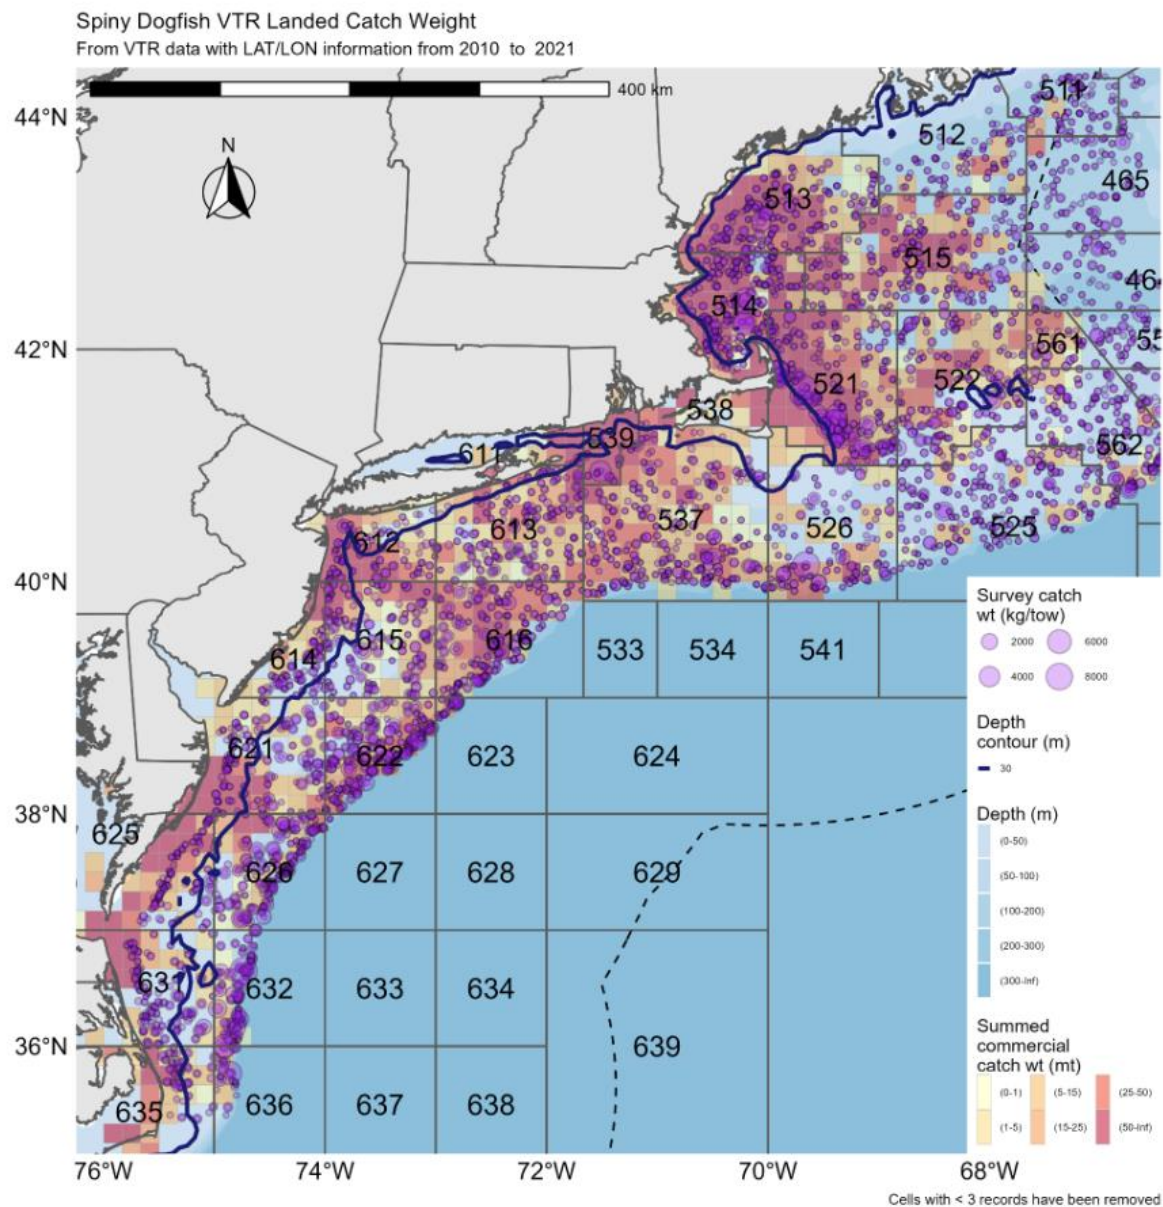 Spiny Dogfish VTR Landed Catch Weight
From VTR data with LAT/LON information from 2010 to 2021
400 km
44°N
511
512
N
465
513
515
46
514
42°N
561
55
521
522
538
539
611
562
613
537
526
525
612
40°N
Survey catch
wt (kg/tow)
2000 6000
4000 8000
615
614
616
533
534
541
Depth
contour (m)
30
621
622
623
624
38°N
Depth (m)
(0-50)
(50-100)
(100-200)
(200-300)
(300-Inf)
625
626
627
628
629
631
632
633
634
Summed
commercial
catch wt (mt)
(0-1) (5-15) (25-50)
(1-5) (15-25) (50-Inf)
36°N
639
635
636
637
638
76°W
74°W
72°W
70°W
68°W
Cells with < 3 records have been removed